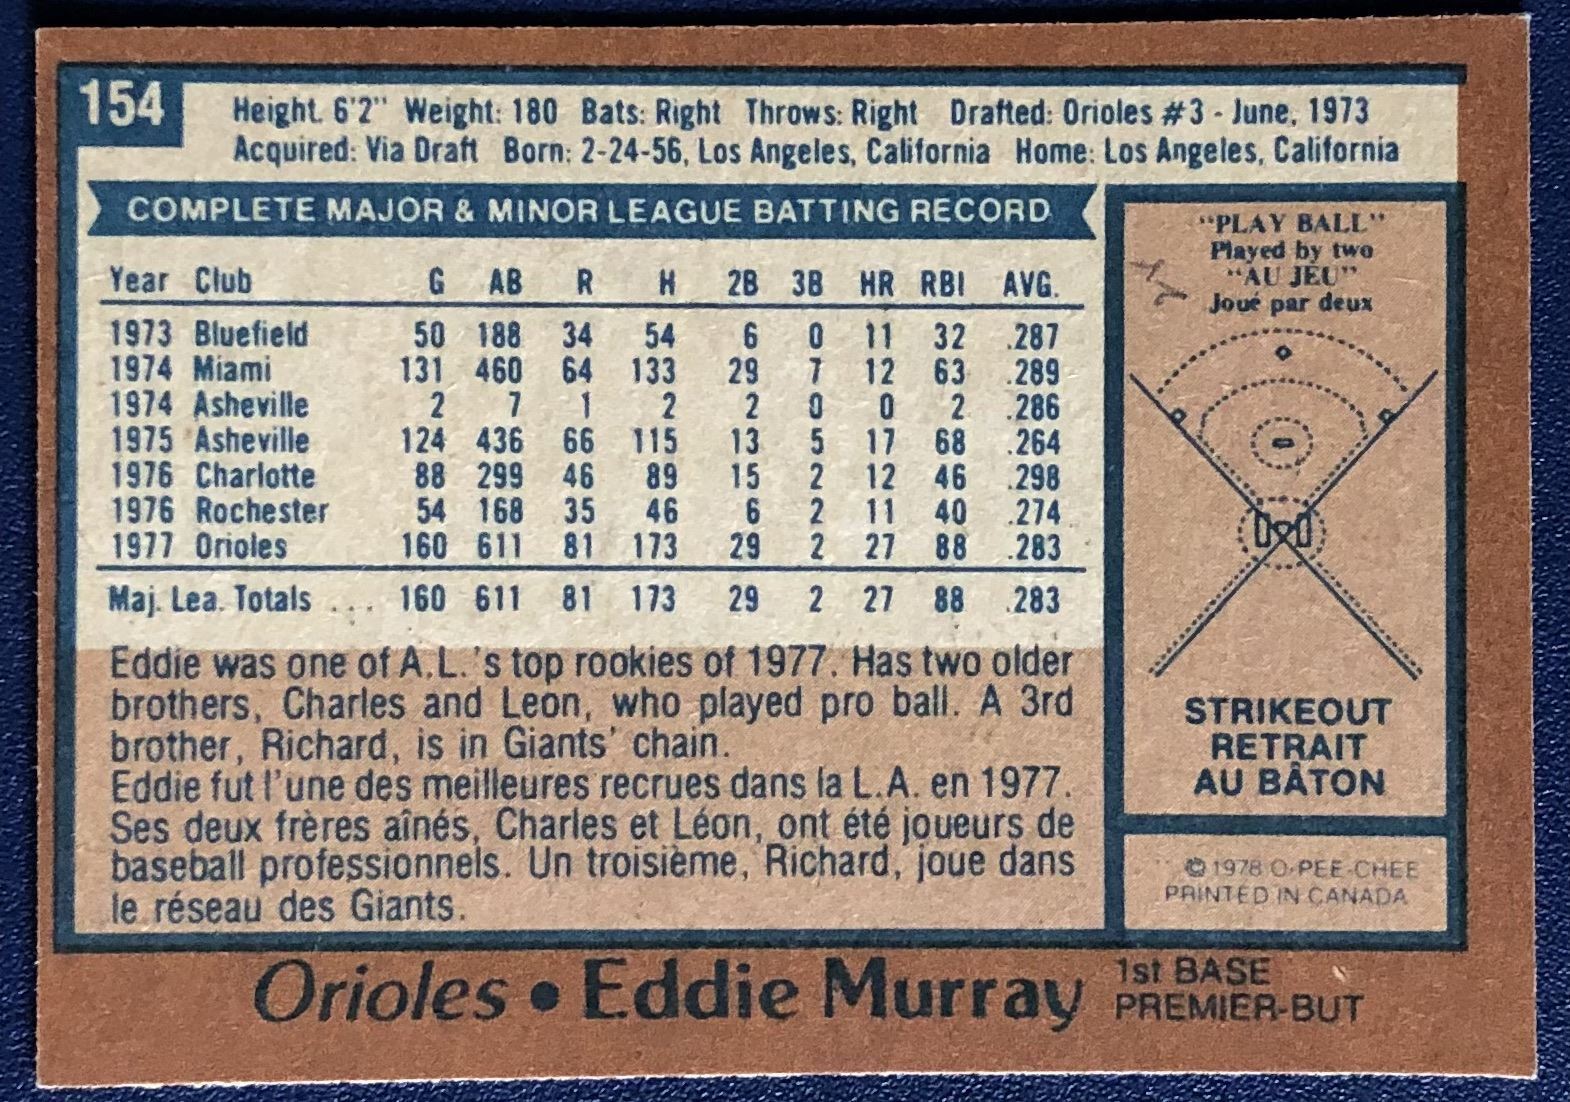 154
Height. 6'2" Weight: 180 Bats: Right Throws: Right Drafted: Orioles #3 - June, 1973
Acquired: Via Draft Born: 2-24-56, Los Angeles, California Home: Los Angeles, California
COMPLETE MAJOR & MINOR LEAGUE BATTING RECORD
Year Club G AB R H 2B 3B HR RBI AVG.
1973 Bluefield 50 188 34 54 6 0 11 32 .287
1974 Miami 131 460 64 133 29 7 12 63 .289
1974 Asheville 2 7 1 2 2 0 0 2 .286
1975 Asheville 124 436 66 115 13 5 17 68 .264
1976 Charlotte 88 299 46 89 15 2 12 46 .298
1976 Rochester 54 168 35 46 6 2 11 40 .274
1977 Orioles 160 611 81 173 29 2 27 88 .283
Maj. Lea. Totals ... 160 611 81 173 29 2 27 88 .283
Eddie was one of A.L.'s top rookies of 1977. Has two older
brothers, Charles and Leon, who played pro ball. A 3rd
brother, Richard, is in Giants' chain.
Eddie fut l'une des meilleures recrues dans la L.A. en 1977.
Ses deux frères aînés, Charles et Léon, ont été joueurs de
baseball professionnels. Un troisième, Richard, joue dans
le réseau des Giants.
"PLAY BALL"
Played by two
"AU JEU"
Joué par deux
STRIKEOUT
RETRAIT
AU BÂTON
© 1978 O-PEE-CHEE
PRINTED IN CANADA
Orioles • Eddie Murray
1st BASE
PREMIER-BUT